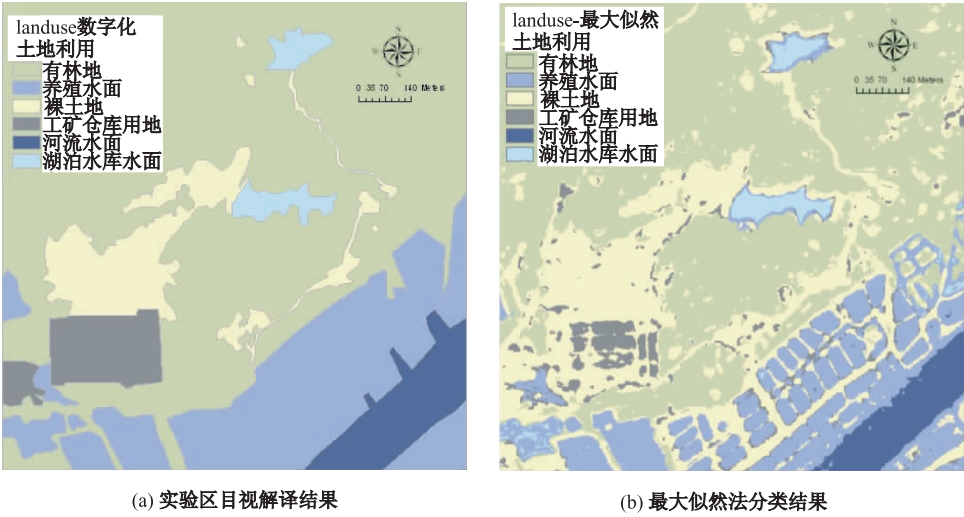 landuse数字化
土地利用
有林地
养殖水面
裸土地
工矿仓库用地
河流水面
湖泊水库水面
N
W E
S
0 35 70 140 Meters
(a) 实验区目视解译结果
landuse-最大似然
土地利用
有林地
养殖水面
裸土地
工矿仓库用地
河流水面
湖泊水库水面
N
W E
S
0 35 70 140 Meters
(b) 最大似然法分类结果